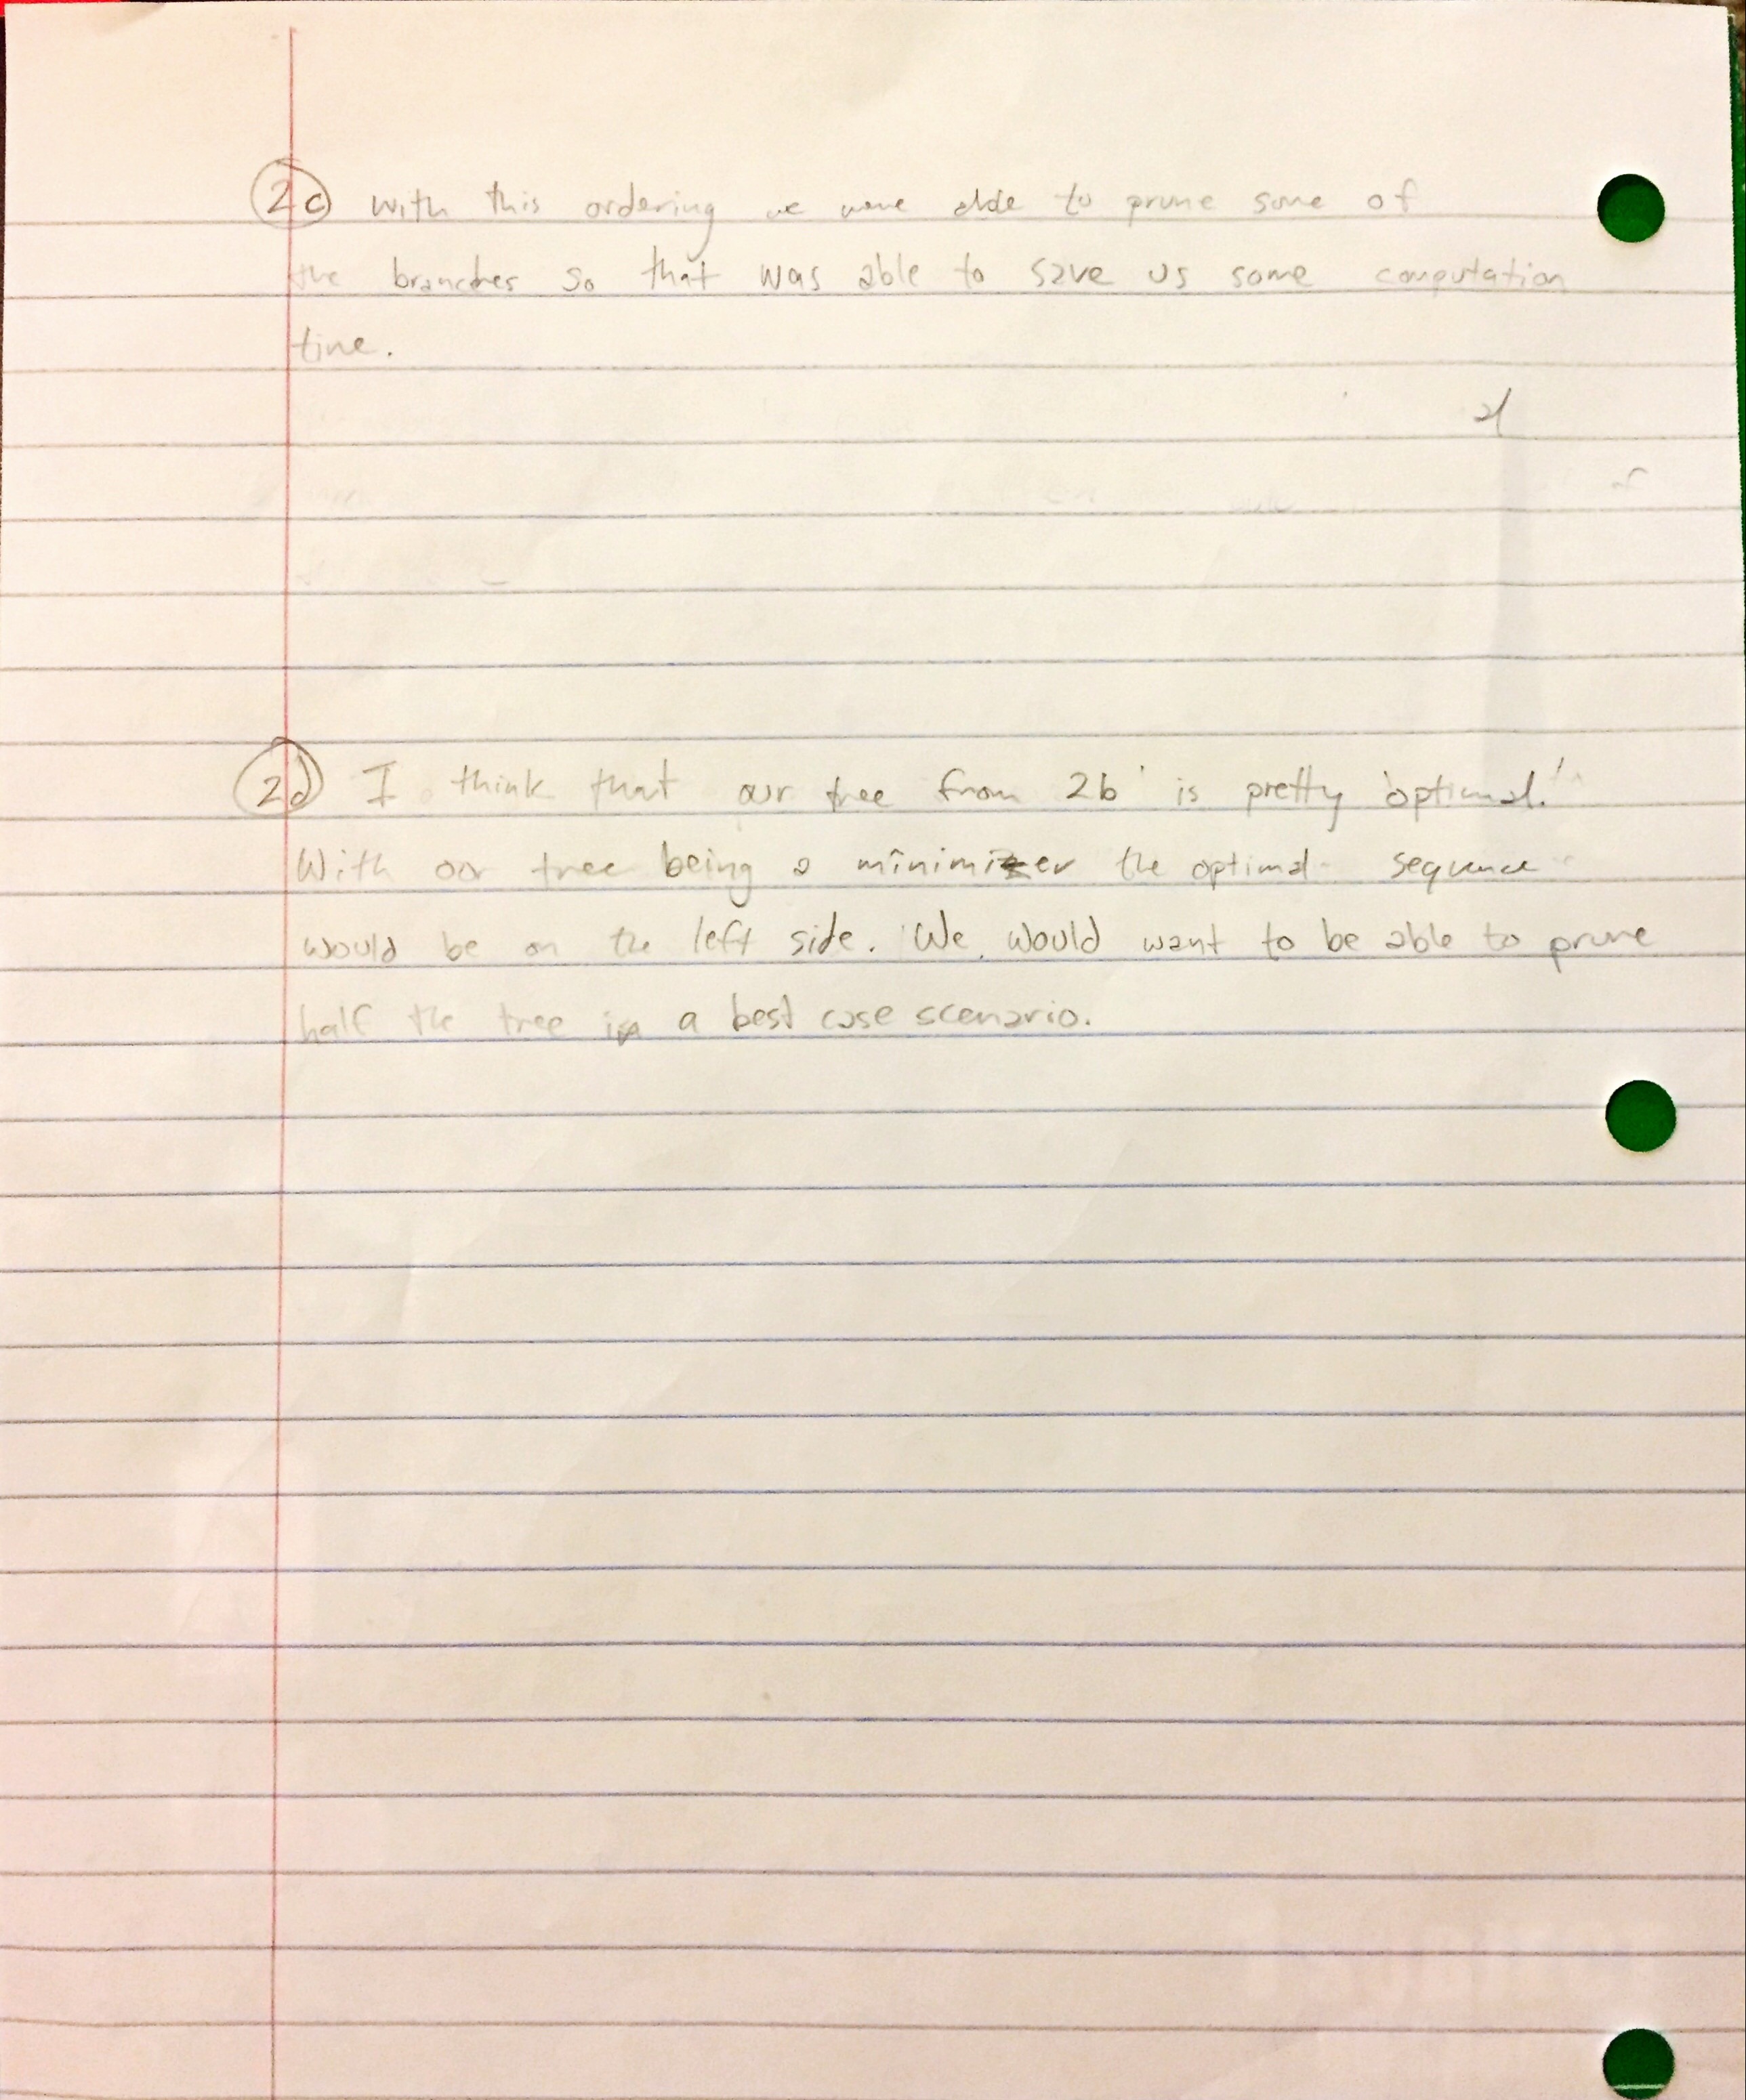 2c With this ordering we were able to prune some of
the branches so that was able to save us some computation
time.
2d I think that our tree from 2b is pretty optimal.
With our tree being a minimizer the optimal sequence
would be on the left side. We would want to be able to prune
half the tree in a best case scenario.